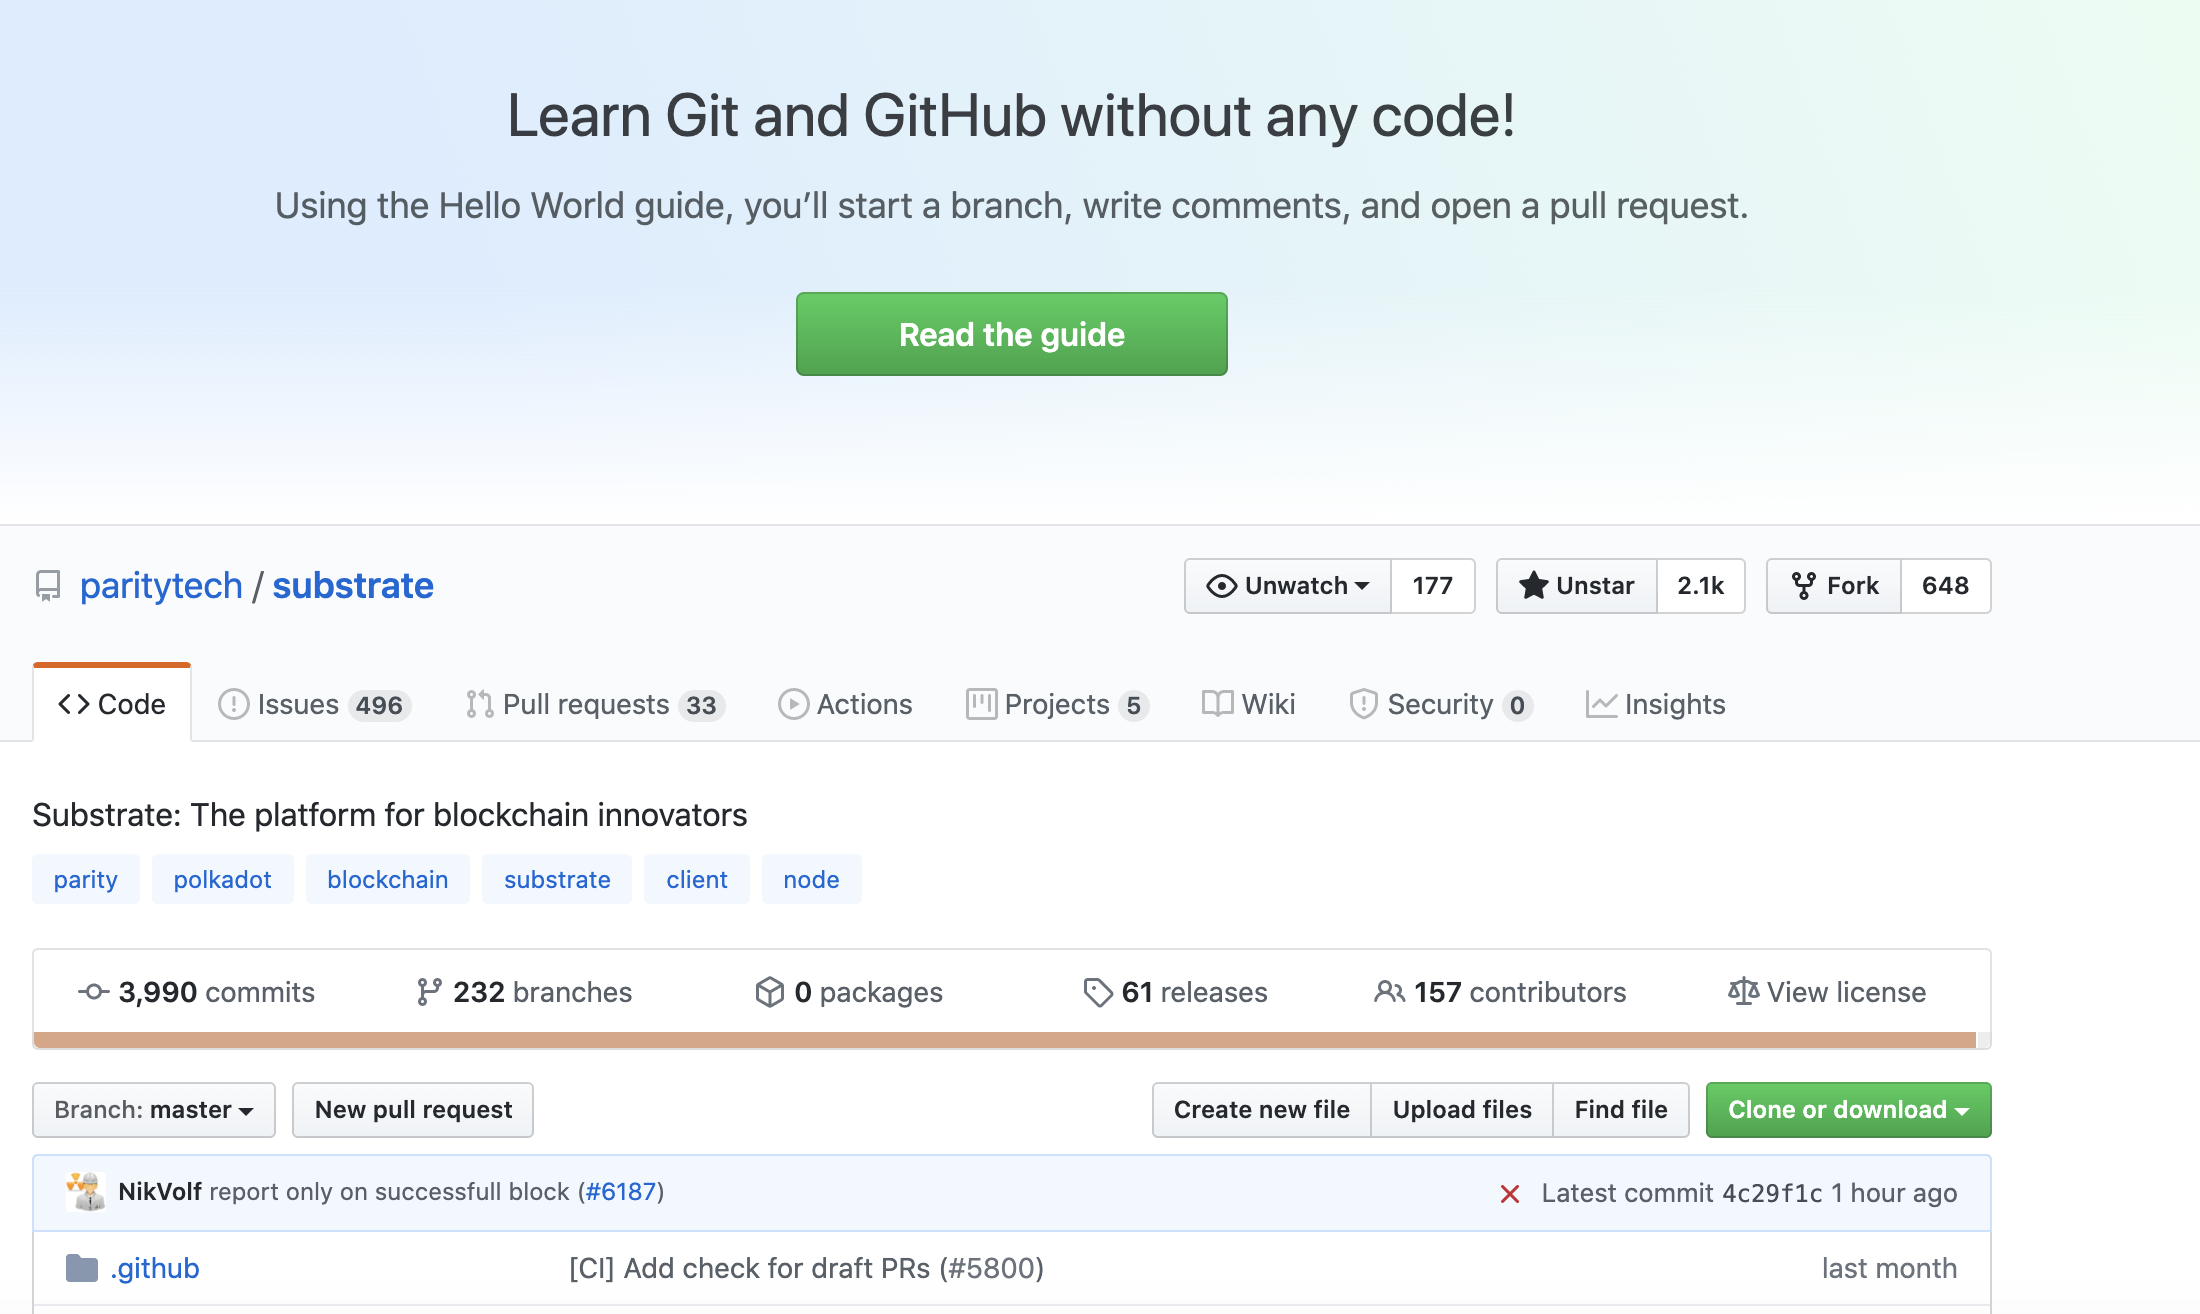 Learn Git and GitHub without any code!
Using the Hello World guide, you’ll start a branch, write comments, and open a pull request.
Read the guide
paritytech / substrate
Unwatch 177 Unstar 2.1k Fork 648
Code Issues 496 Pull requests 33 Actions Projects 5 Wiki Security 0 Insights
Substrate: The platform for blockchain innovators
parity polkadot blockchain substrate client node
3,990 commits 232 branches 0 packages 61 releases 157 contributors View license
Branch: master New pull request Create new file Upload files Find file Clone or download
NikVolf report only on successfull block (#6187) Latest commit 4c29f1c 1 hour ago
.github [CI] Add check for draft PRs (#5800) last month